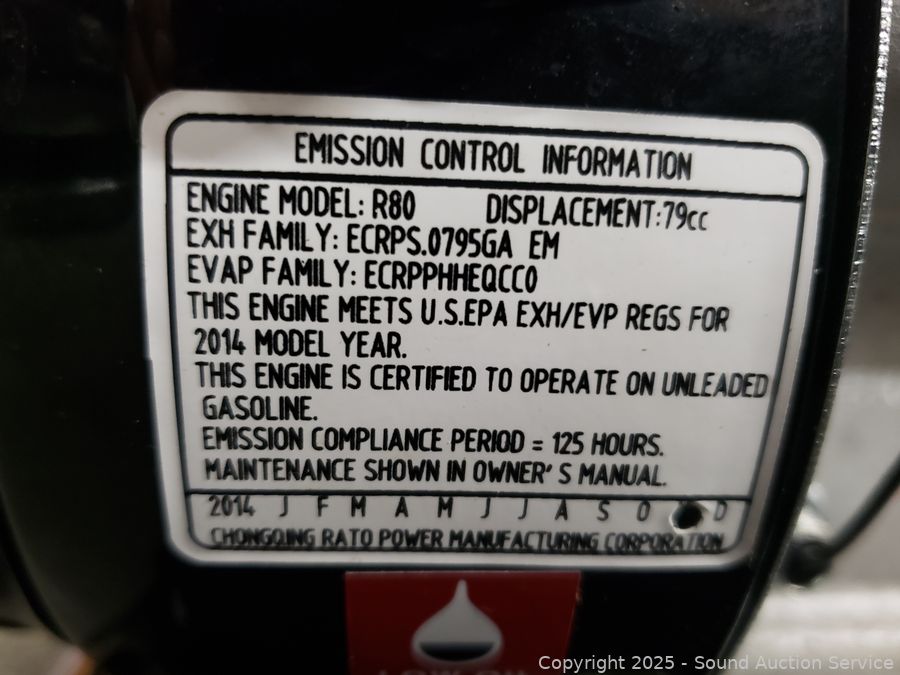 EMISSION CONTROL INFORMATION
ENGINE MODEL: R80 DISPLACEMENT:79cc
EXH FAMILY: ECRPS.0795GA EM
EVAP FAMILY: ECRPPHHEQCC0
THIS ENGINE MEETS U.S.EPA EXH/EVP REGS FOR
2014 MODEL YEAR.
THIS ENGINE IS CERTIFIED TO OPERATE ON UNLEADED
GASOLINE.
EMISSION COMPLIANCE PERIOD = 125 HOURS.
MAINTENANCE SHOWN IN OWNER' S MANUAL.
2014 J F M A M J J A S O D
CHONGQING RATO POWER MANUFACTURING CORPORATION
Copyright © 2025 - Sound Auction Service